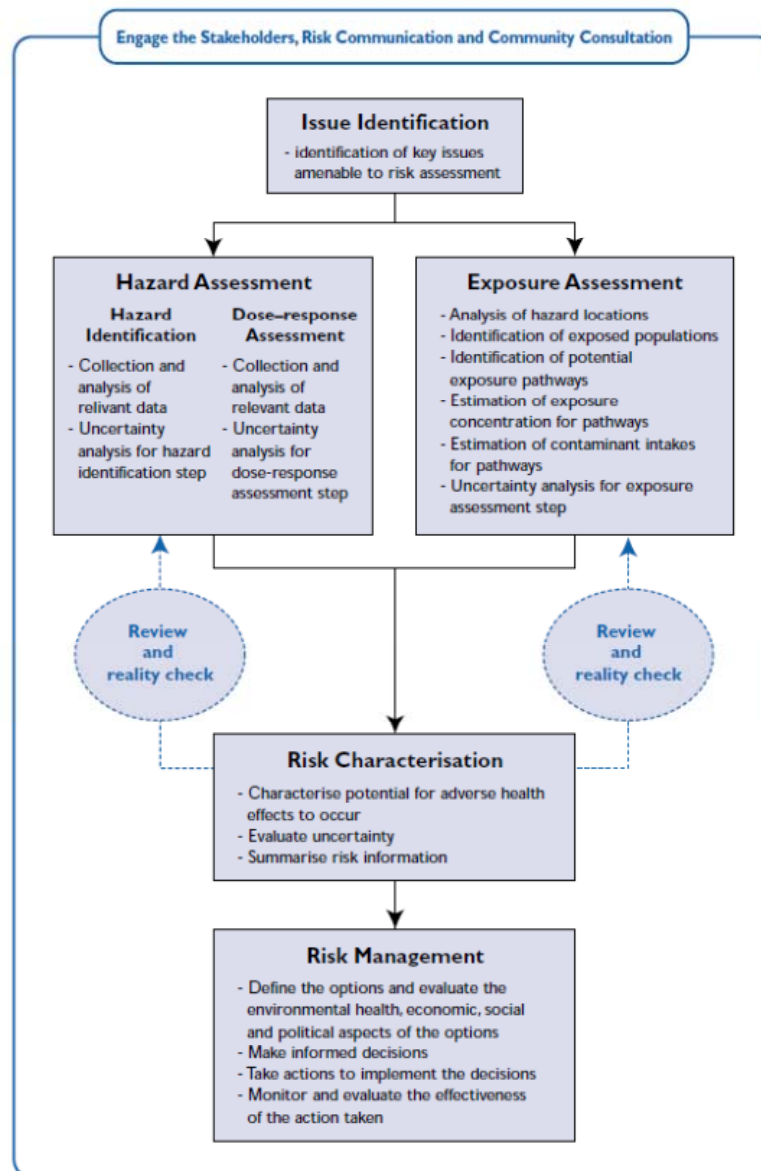 Engage the Stakeholders, Risk Communication and Community Consultation
Issue Identification
- identification of key issues
amenable to risk assessment
Hazard Assessment
Hazard
Identification
- Collection and
analysis of
relivant data
- Uncertainty
analysis for hazard
identification step
Dose–response
Assessment
- Collection and
analysis of
relevant data
- Uncertainty
analysis for
dose-response
assessment step
Exposure Assessment
- Analysis of hazard locations
- Identification of exposed populations
- Identification of potential
exposure pathways
- Estimation of exposure
concentration for pathways
- Estimation of contaminant intakes
for pathways
- Uncertainty analysis for exposure
assessment step
Review
and
reality check
Review
and
reality check
Risk Characterisation
- Characterise potential for adverse health
effects to occur
- Evaluate uncertainty
- Summarise risk information
Risk Management
- Define the options and evaluate the
environmental health, economic, social
and political aspects of the options
- Make informed decisions
- Take actions to implement the decisions
- Monitor and evaluate the effectiveness
of the action taken